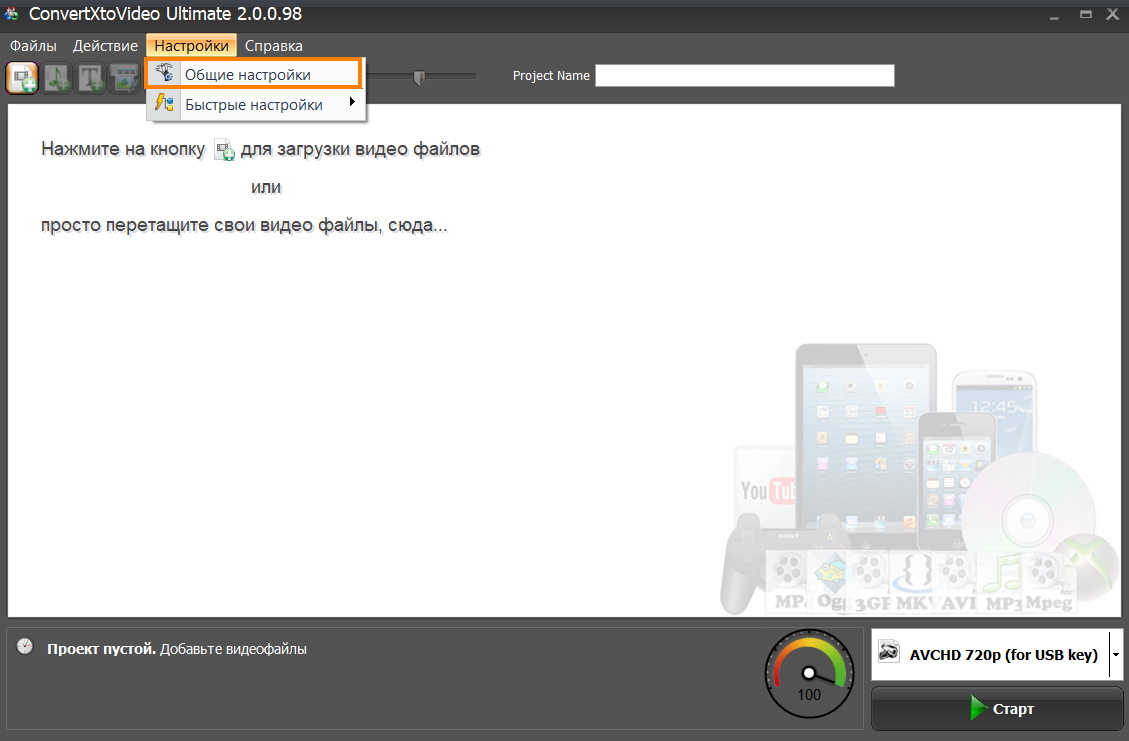 ConvertXtoVideo Ultimate 2.0.0.98
Файлы Действие Настройки Справка
Общие настройки
Project Name
Быстрые настройки
Нажмите на кнопку для загрузки видео файлов
или
просто перетащите свои видео файлы, сюда...
12:45
YouTub
SONY
MP4 Ogg 3GP MKV AVI MP3 Mpeg
Проект пустой. Добавьте видеофайлы
100
AVCHD 720p (for USB key)
Старт